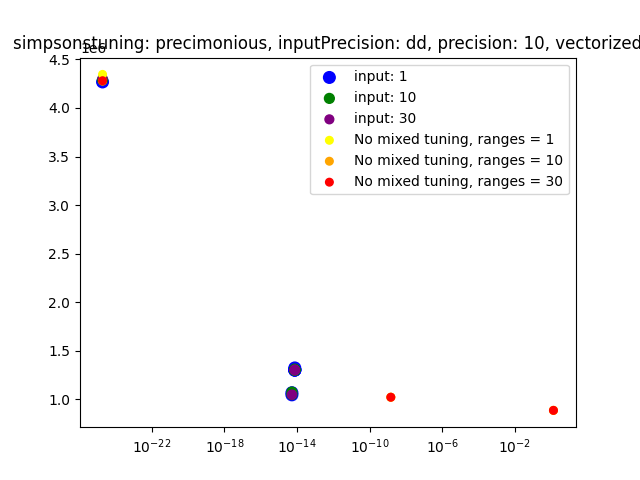 simpsonstuning: precimonious, inputPrecision: dd, precision: 10, vectorized
1e6
4.5
4.0
3.5
3.0
2.5
2.0
1.5
1.0
input: 1
input: 10
input: 30
No mixed tuning, ranges = 1
No mixed tuning, ranges = 10
No mixed tuning, ranges = 30
10^-22 10^-18 10^-14 10^-10 10^-6 10^-2